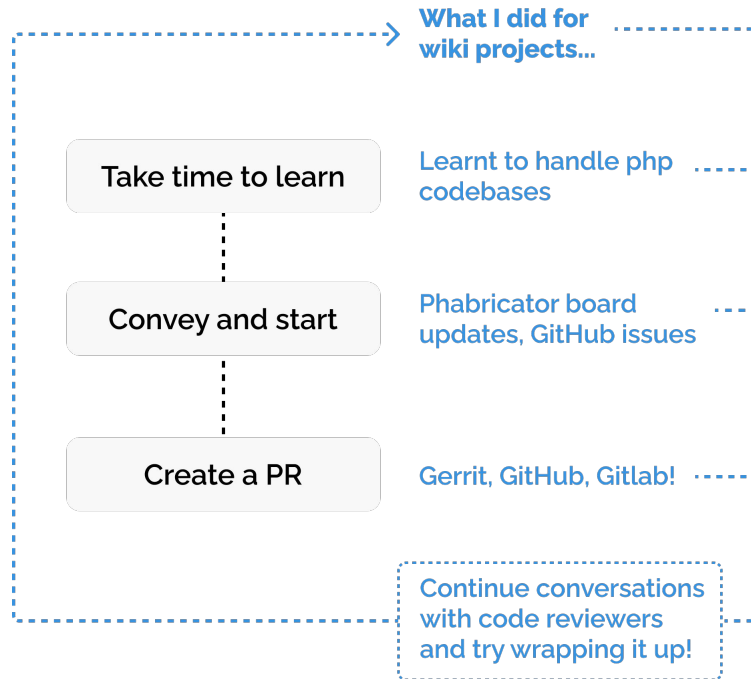 What I did for
wiki projects...
Take time to learn
Learnt to handle php
codebases
Convey and start
Phabricator board
updates, GitHub issues
Create a PR
Gerrit, GitHub, Gitlab!
Continue conversations
with code reviewers
and try wrapping it up!